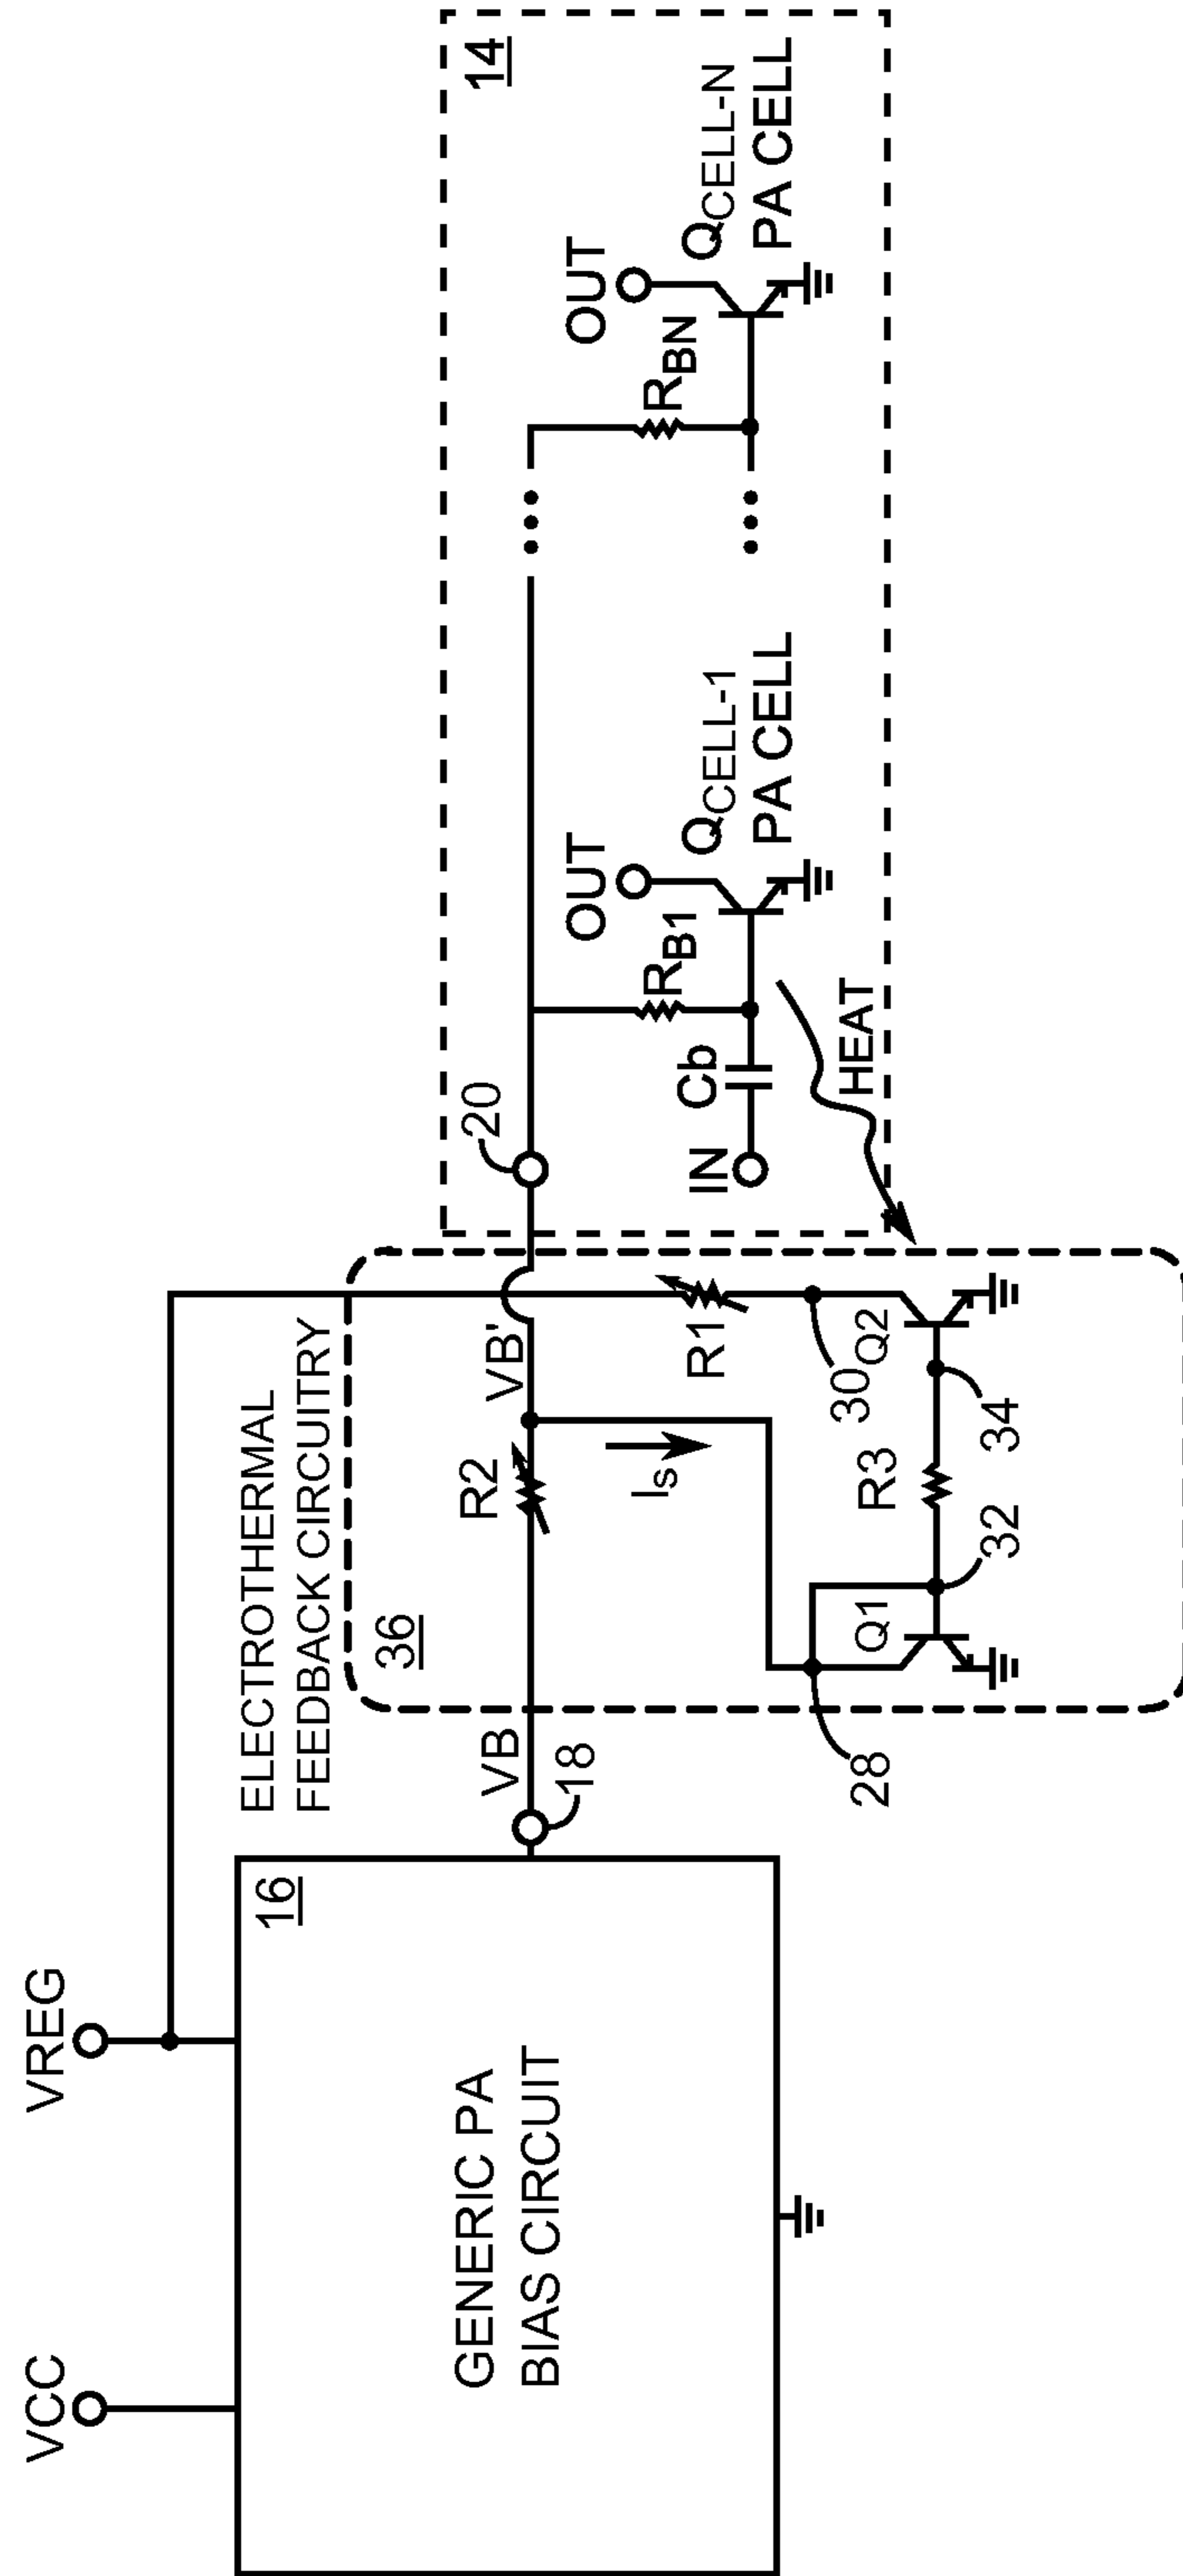 VCC
VREG
16
GENERIC PA
BIAS CIRCUIT
VB
18
ELECTROTHERMAL
FEEDBACK CIRCUITRY
36
R2
VB'
Is
R1
28
Q1
32
R3
34
30
Q2
20
14
IN
Cb
RB1
OUT
QCELL-1
PA CELL
HEAT
RBN
OUT
QCELL-N
PA CELL